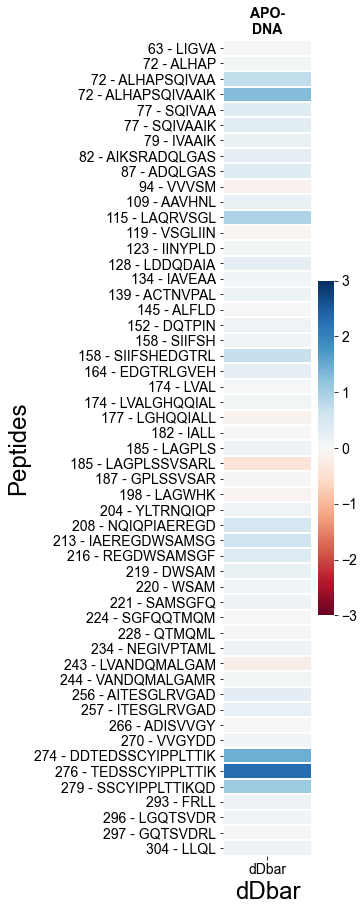 APO-
DNA
63 - LIGVA
72 - ALHAP
72 - ALHAPSQIVAA
72 - ALHAPSQIVAAIK
77 - SQIVAA
77 - SQIVAAIK
79 - IVAAIK
82 - AIKSRADQLGAS
87 - ADQLGAS
94 - VVVSM
109 - AAVHNL
115 - LAQRVSGL
119 - VSGLIIN
123 - IINYPLD
128 - LDDQDAIA
134 - IAVEAA
139 - ACTNVPAL
145 - ALFLD
152 - DQTPIN
158 - SIIFSH
158 - SIIFSHEDGTRL
164 - EDGTRLGVEH
174 - LVAL
174 - LVALGHQQIAL
177 - LGHQQIALL
182 - IALL
185 - LAGPLS
185 - LAGPLSSVSARL
187 - GPLSSVSAR
198 - LAGWHK
204 - YLTRNQIQP
208 - NQIQPIAEREGD
213 - IAEREGDWSAMSG
216 - REGDWSAMSGF
219 - DWSAM
220 - WSAM
221 - SAMSGFQ
224 - SGFQQTMQM
228 - QTMQML
234 - NEGIVPTAML
243 - LVANDQMALGAM
244 - VANDQMALGAMR
256 - AITESGLRVGAD
257 - ITESGLRVGAD
266 - ADISVVGY
270 - VVGYDD
274 - DDTEDSSCYIPPLTTIK
276 - TEDSSCYIPPLTTIK
279 - SSCYIPPLTTIKQD
293 - FRLL
296 - LGQTSVDR
297 - GQTSVDRL
304 - LLQL
Peptides
dDbar
dDbar
3
2
1
0
−1
−2
−3